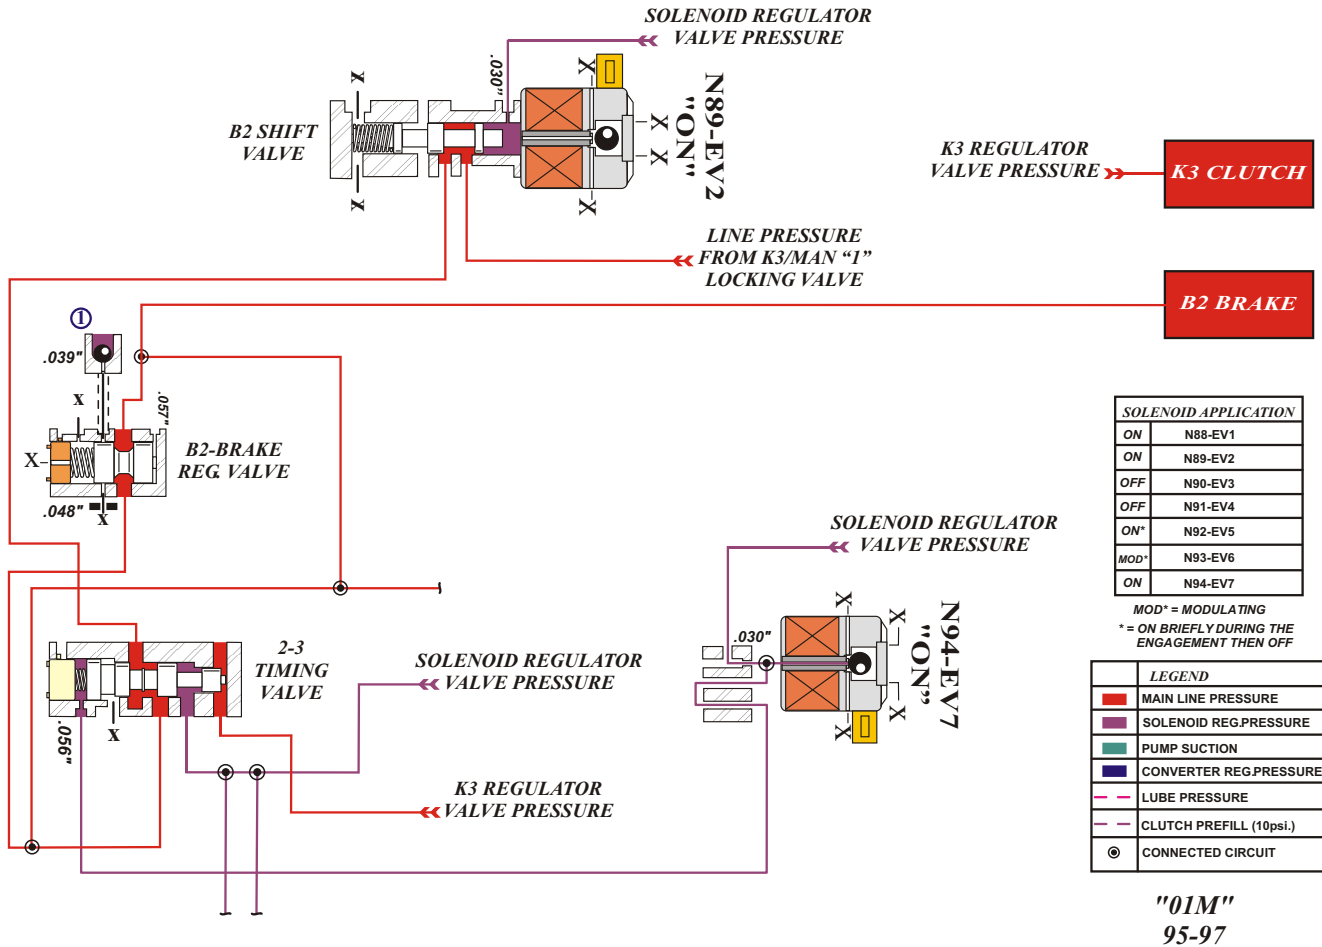 SOLENOID REGULATOR
VALVE PRESSURE
.030"
X
X
X
X
X
X
N89-EV2
"ON"
B2 SHIFT
VALVE
K3 REGULATOR
VALVE PRESSURE
K3 CLUTCH
LINE PRESSURE
FROM K3/MAN “1”
LOCKING VALVE
B2 BRAKE
1
.039"
X
.057"
B2-BRAKE
REG. VALVE
X
.048"
X
SOLENOID APPLICATION
ON N88-EV1
ON N89-EV2
OFF N90-EV3
OFF N91-EV4
ON* N92-EV5
MOD* N93-EV6
ON N94-EV7
MOD* = MODULATING
* = ON BRIEFLY DURING THE
ENGAGEMENT THEN OFF
SOLENOID REGULATOR
VALVE PRESSURE
X
X
.030"
X
X
N94-EV7
"ON"
2-3
TIMING
VALVE
SOLENOID REGULATOR
VALVE PRESSURE
X
.056"
K3 REGULATOR
VALVE PRESSURE
LEGEND
MAIN LINE PRESSURE
SOLENOID REG.PRESSURE
PUMP SUCTION
CONVERTER REG.PRESSURE
LUBE PRESSURE
CLUTCH PREFILL (10psi.)
CONNECTED CIRCUIT
"01M"
95-97